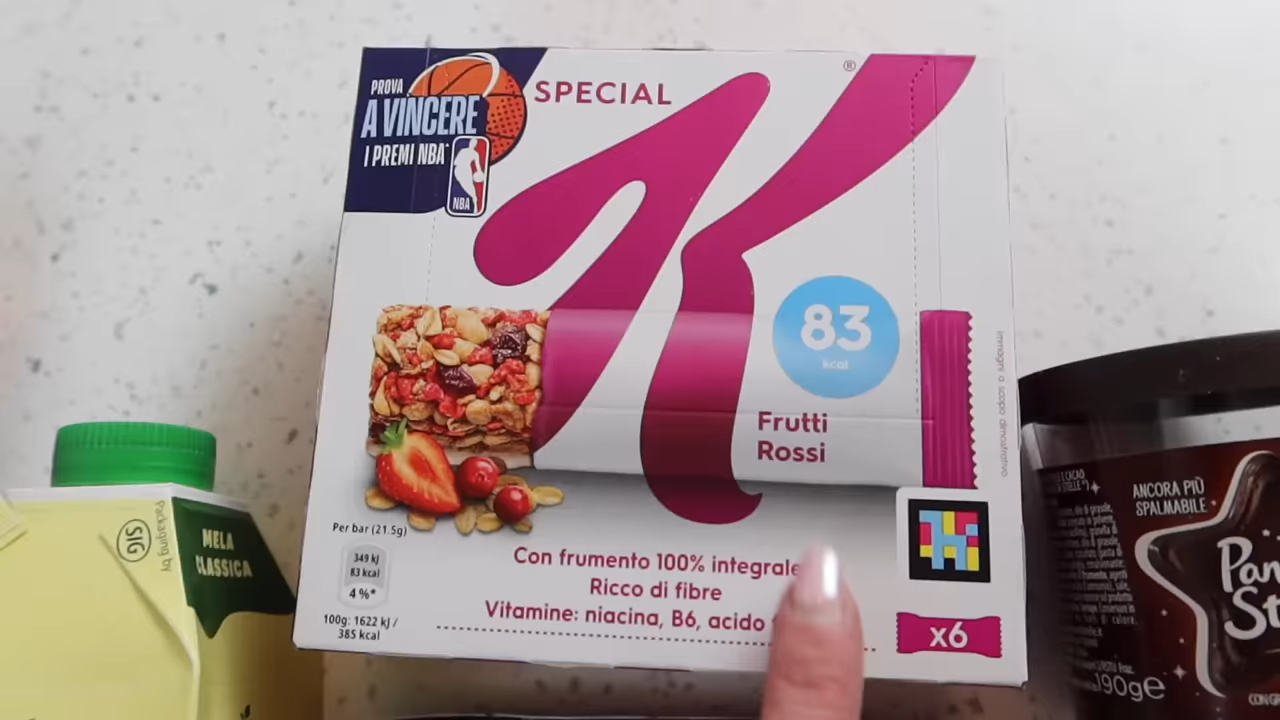 PROVA
A VINCERE
I PREMI NBA*
NBA
SPECIAL
K
®
83
kcal
Frutti
Rossi
immagini a scopo dimostrativo
Per bar (21.5g)
349 kJ
83 kcal
4 %*
100g: 1622 kJ /
385 kcal
Con frumento 100% integrale
Ricco di fibre
Vitamine: niacina, B6, acido
x6
packaging by
SIG
MELA
CLASSICA
ANCORA PIÙ
SPALMABILE
Pan
St
190g℮